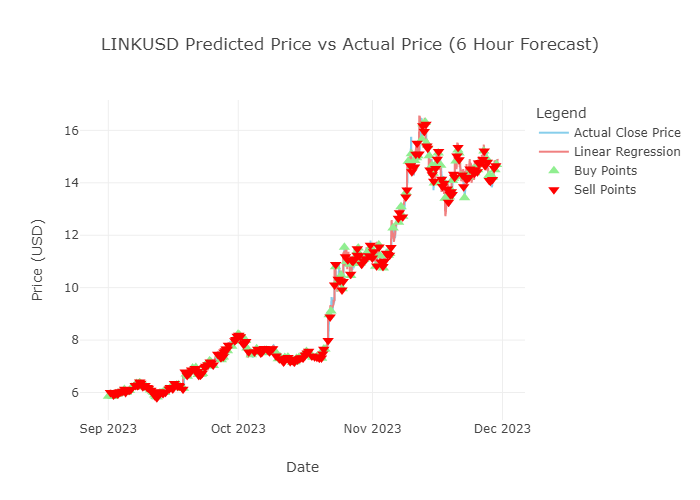 LINKUSD Predicted Price vs Actual Price (6 Hour Forecast)
Legend
Actual Close Price
Linear Regression
Buy Points
Sell Points
Price (USD)
16
14
12
10
8
6
Sep 2023
Oct 2023
Nov 2023
Dec 2023
Date